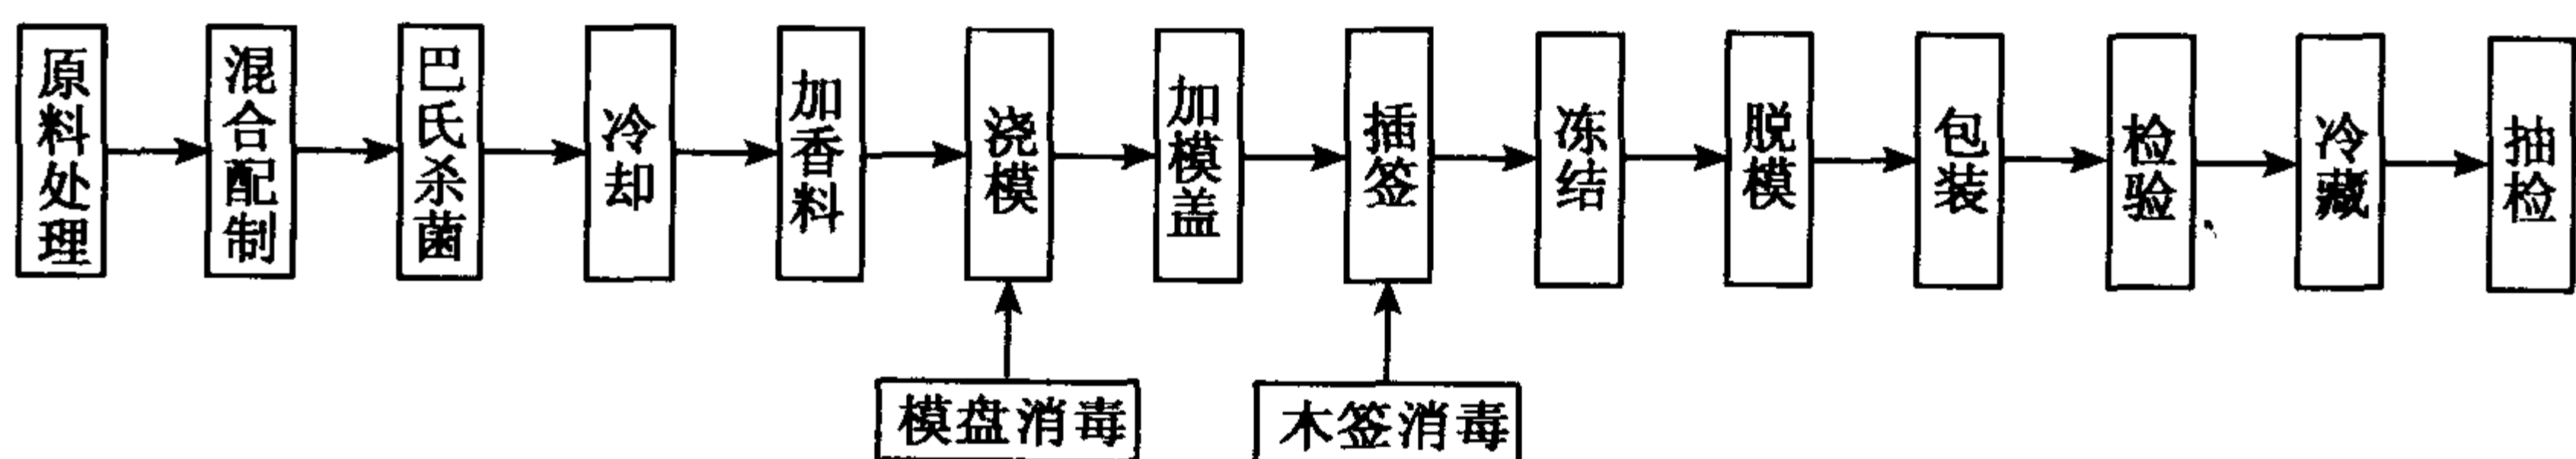 原料处理
混合配制
巴氏杀菌
冷却
加香料
浇模
加模盖
插签
冻结
脱模
包装
检验
冷藏
抽检
模盘消毒
木签消毒